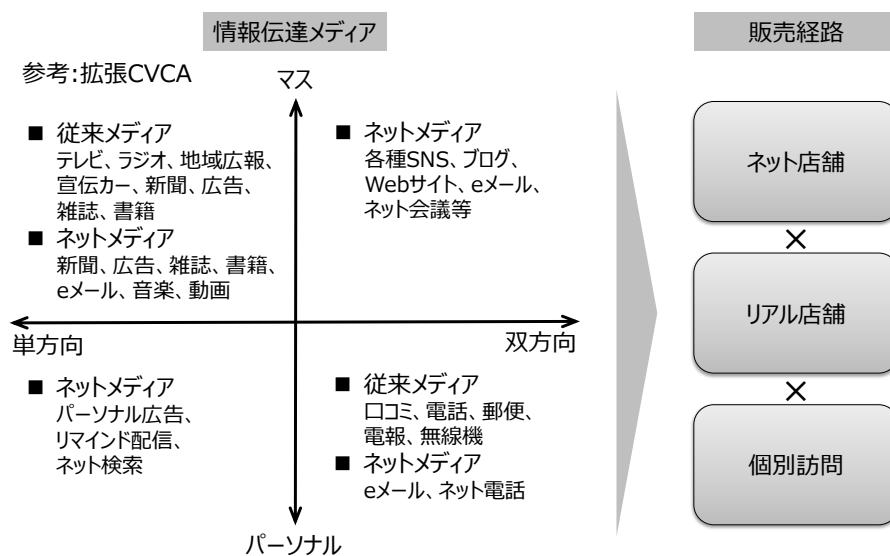 情報伝達メディア
販売経路
参考:拡張CVCA
マス
■ 従来メディア
テレビ、ラジオ、地域広報、
宣伝カー、新聞、広告、
雑誌、書籍
■ ネットメディア
新聞、広告、雑誌、書籍、
eメール、音楽、動画
■ ネットメディア
各種SNS、ブログ、
Webサイト、eメール、
ネット会議等
単方向
双方向
■ ネットメディア
パーソナル広告、
リマインド配信、
ネット検索
■ 従来メディア
口コミ、電話、郵便、
電報、無線機
■ ネットメディア
eメール、ネット電話
パーソナル
ネット店舗
×
リアル店舗
×
個別訪問